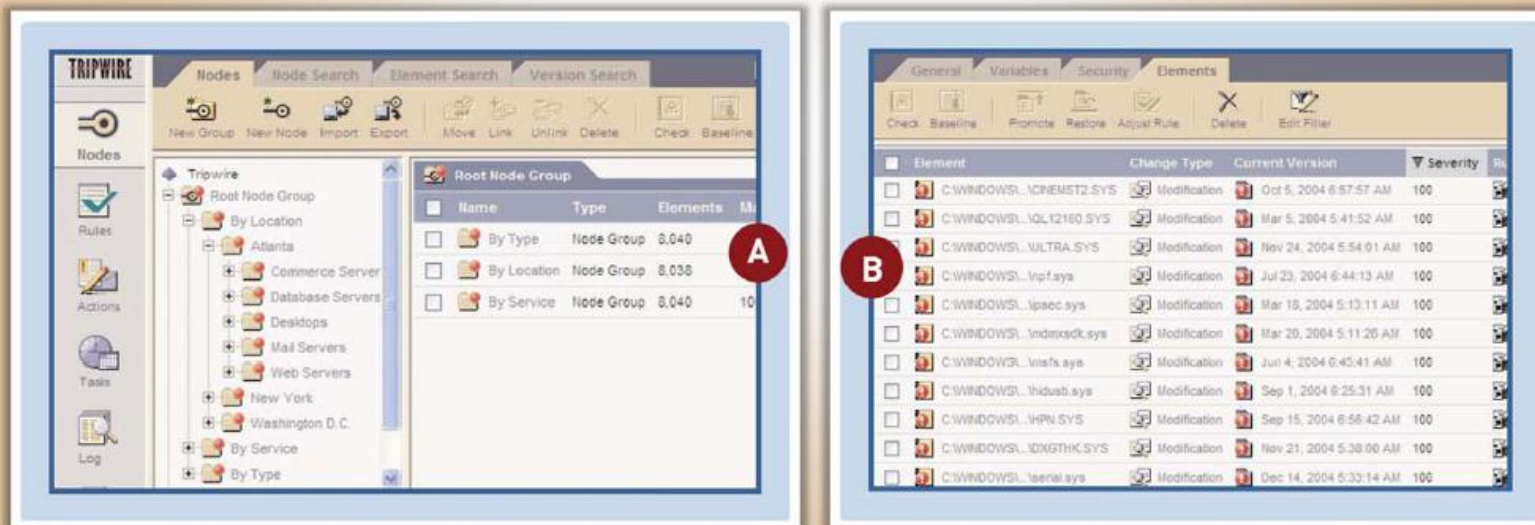 TRIPWIRE
Nodes Node Search Element Search Version Search
New Group New Node Import Export Move Link Unlink Delete Check Baseline
Nodes
Rules
Actions
Tasks
Log
Tripwire
Root Node Group
By Location
Atlanta
Commerce Server
Database Servers
Desktops
Mail Servers
Web Servers
New York
Washington D.C.
By Service
By Type
Root Node Group
Name Type Elements
By Type Node Group 8,040
By Location Node Group 8,038
By Service Node Group 8,040 10
A
B
General Variables Security Elements
Check Baseline Promote Restore Adjust Rule Delete Edit Filter
Element Change Type Current Version Severity
C:\WINDOWS\...\CINEMST2.SYS Modification Oct 5, 2004 6:57:57 AM 100
C:\WINDOWS\...\QL12160.SYS Modification Mar 5, 2004 5:41:52 AM 100
C:\WINDOWS\...\ULTRA.SYS Modification Nov 24, 2004 5:54:01 AM 100
C:\WINDOWS\...\npf.sys Modification Jul 23, 2004 6:44:13 AM 100
C:\WINDOWS\...\ipsec.sys Modification Mar 18, 2004 5:13:11 AM 100
C:\WINDOWS\...\mdmxsdk.sys Modification Mar 20, 2004 5:11:26 AM 100
C:\WINDOWS\...\msfs.sys Modification Jun 4, 2004 6:45:41 AM 100
C:\WINDOWS\...\hidusb.sys Modification Sep 1, 2004 6:25:31 AM 100
C:\WINDOWS\...\HPN.SYS Modification Sep 15, 2004 6:56:42 AM 100
C:\WINDOWS\...\DXGTHK.SYS Modification Nov 21, 2004 5:38:00 AM 100
C:\WINDOWS\...\serial.sys Modification Dec 14, 2004 5:33:14 AM 100